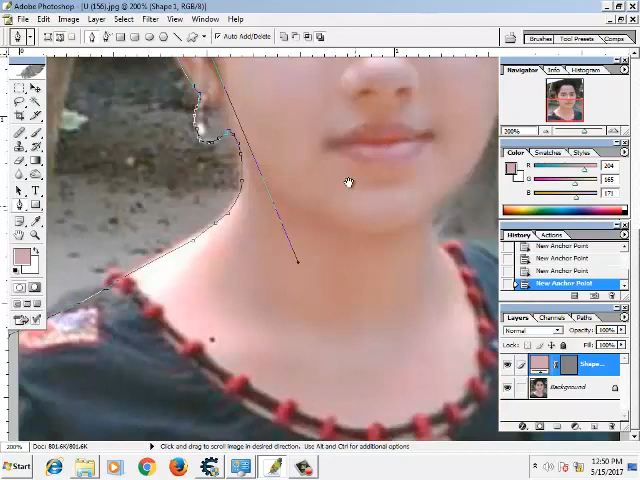 Adobe Photoshop - [U (156).jpg @ 200% (Shape 1, RGB/8)]
File Edit Image Layer Select Filter View Window Help
Auto Add/Delete
Brushes Tool Presets Comps
0 1
Navigator Info Histogram
200%
Color Swatches Styles
R 204
G 165
B 171
History Actions
New Anchor Point
New Anchor Point
New Anchor Point
New Anchor Point
Layers Channels Paths
Normal Opacity: 100%
Lock: Fill: 100%
Shape...
Background
200% Doc: 801.6K/801.6K Click and drag to scroll image in desired direction. Use Alt and Ctrl for additional options
Start
12:50 PM
5/15/2017